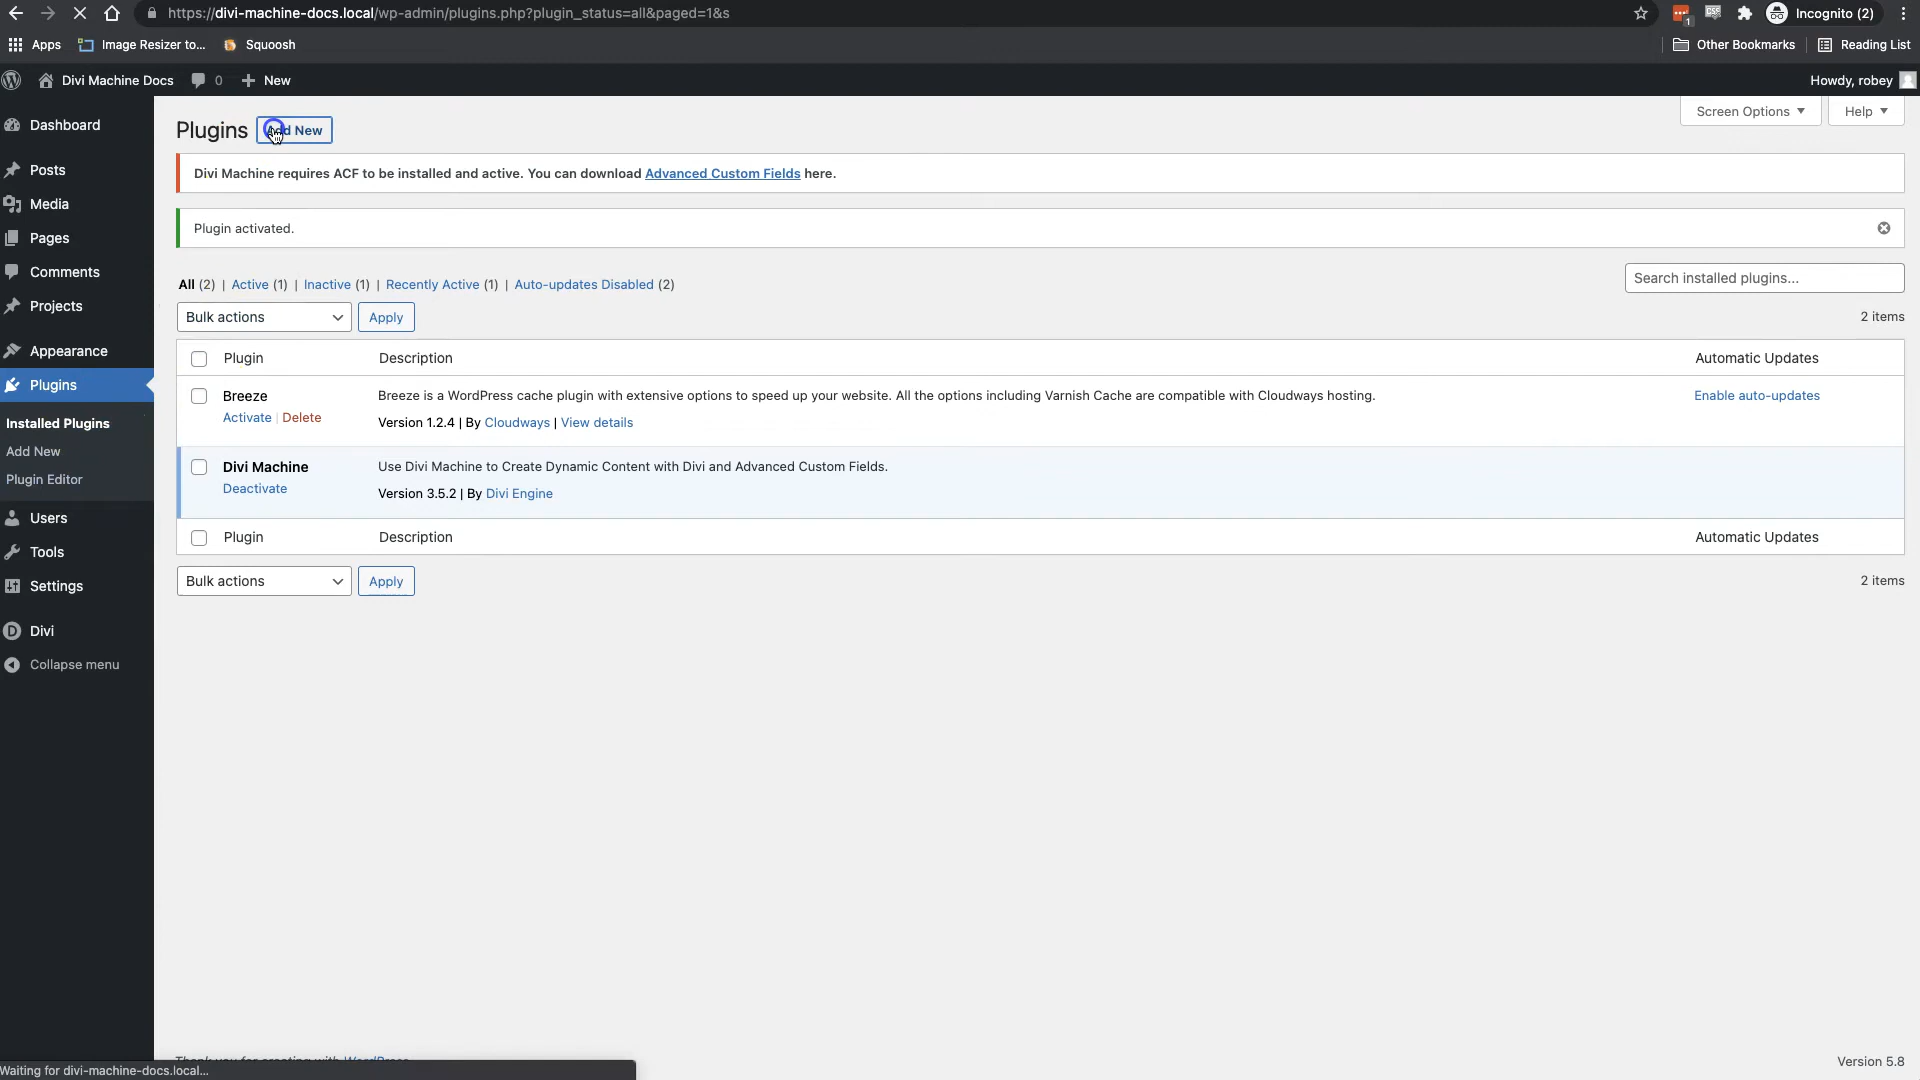 https://divi-machine-docs.local/wp-admin/plugins.php?plugin_status=all&paged=1&s
1
CSF
Incognito (2)
Apps
Image Resizer to...
Squoosh
Other Bookmarks
Reading List
Divi Machine Docs
0
New
Howdy, robey
Screen Options
Help
Dashboard
Posts
Media
Pages
Comments
Projects
Appearance
Plugins
Installed Plugins
Add New
Plugin Editor
Users
Tools
Settings
Divi
Collapse menu
Plugins
Add New
Divi Machine requires ACF to be installed and active. You can download Advanced Custom Fields here.
Plugin activated.
All (2) | Active (1) | Inactive (1) | Recently Active (1) | Auto-updates Disabled (2)
Search installed plugins...
Bulk actions
Apply
2 items
Plugin
Description
Automatic Updates
Breeze
Activate | Delete
Breeze is a WordPress cache plugin with extensive options to speed up your website. All the options including Varnish Cache are compatible with Cloudways hosting.
Version 1.2.4 | By Cloudways | View details
Enable auto-updates
Divi Machine
Deactivate
Use Divi Machine to Create Dynamic Content with Divi and Advanced Custom Fields.
Version 3.5.2 | By Divi Engine
Plugin
Description
Automatic Updates
Bulk actions
Apply
2 items
Thank you for creating with WordPress
Version 5.8
Waiting for divi-machine-docs.local...